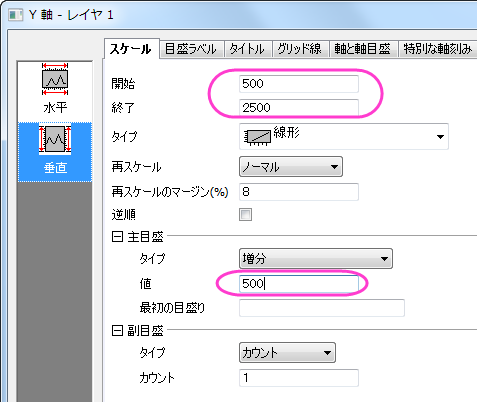 Y 軸 - レイヤ 1
スケール 目盛ラベル タイトル グリッド線 軸と軸目盛 特別な軸刻み
水平
垂直
開始 500
終了 2500
タイプ 線形
再スケール ノーマル
再スケールのマージン(%) 8
逆順
主目盛
タイプ 増分
値 500
最初の目盛り
副目盛
タイプ カウント
カウント 1